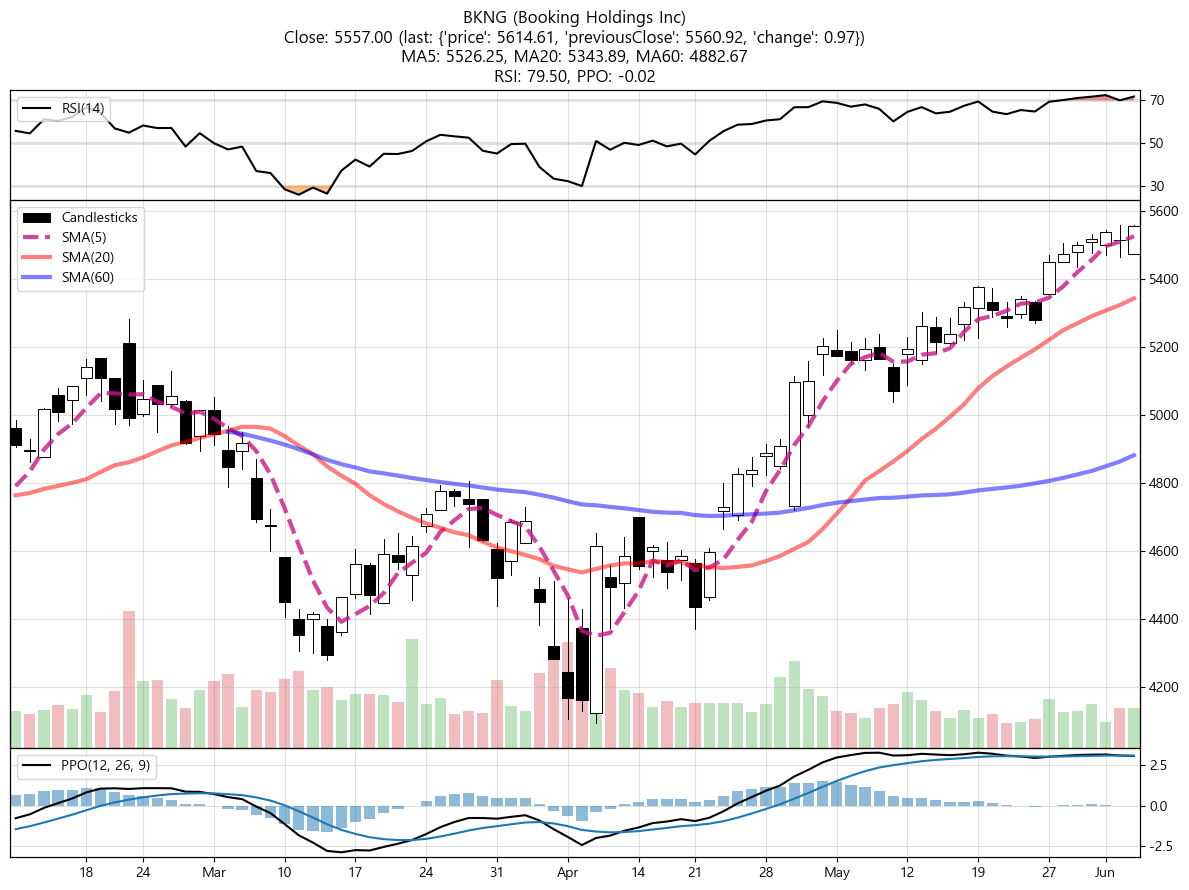 BKNG (Booking Holdings Inc)
Close: 5557.00 (last: {'price': 5614.61, 'previousClose': 5560.92, 'change': 0.97})
MA5: 5526.25, MA20: 5343.89, MA60: 4882.67
RSI: 79.50, PPO: -0.02
RSI(14)
70
50
30
Candlesticks
SMA(5)
SMA(20)
SMA(60)
5600
5400
5200
5000
4800
4600
4400
4200
PPO(12, 26, 9)
2.5
0.0
−2.5
18 24 Mar 10 17 24 31 Apr 14 21 28 May 12 19 27 Jun